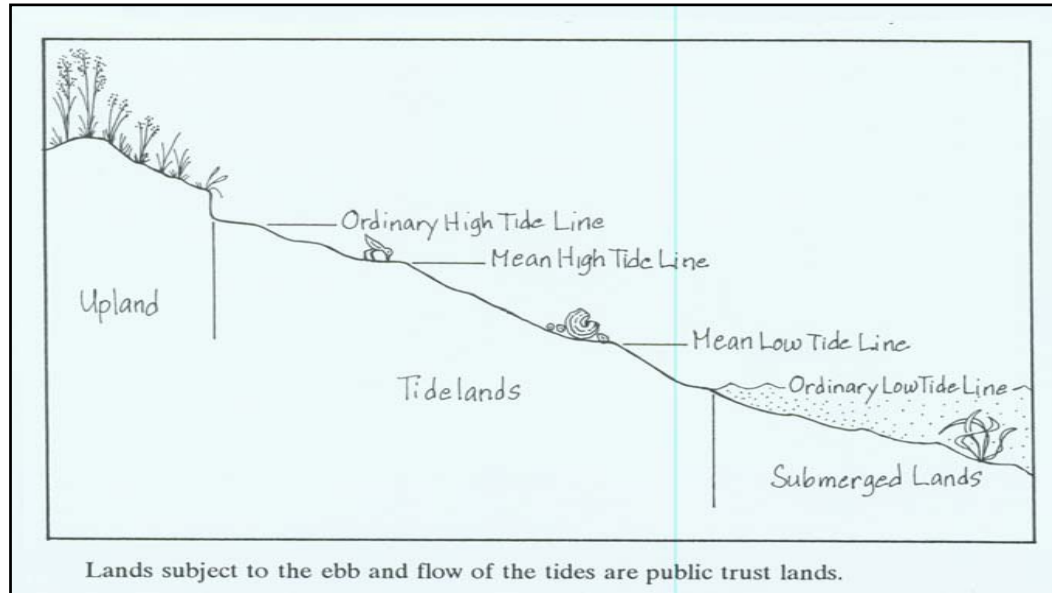 Ordinary High Tide Line
Mean High Tide Line
Upland
Mean Low Tide Line
Tidelands
Ordinary Low Tide Line
Submerged Lands
Lands subject to the ebb and flow of the tides are public trust lands.